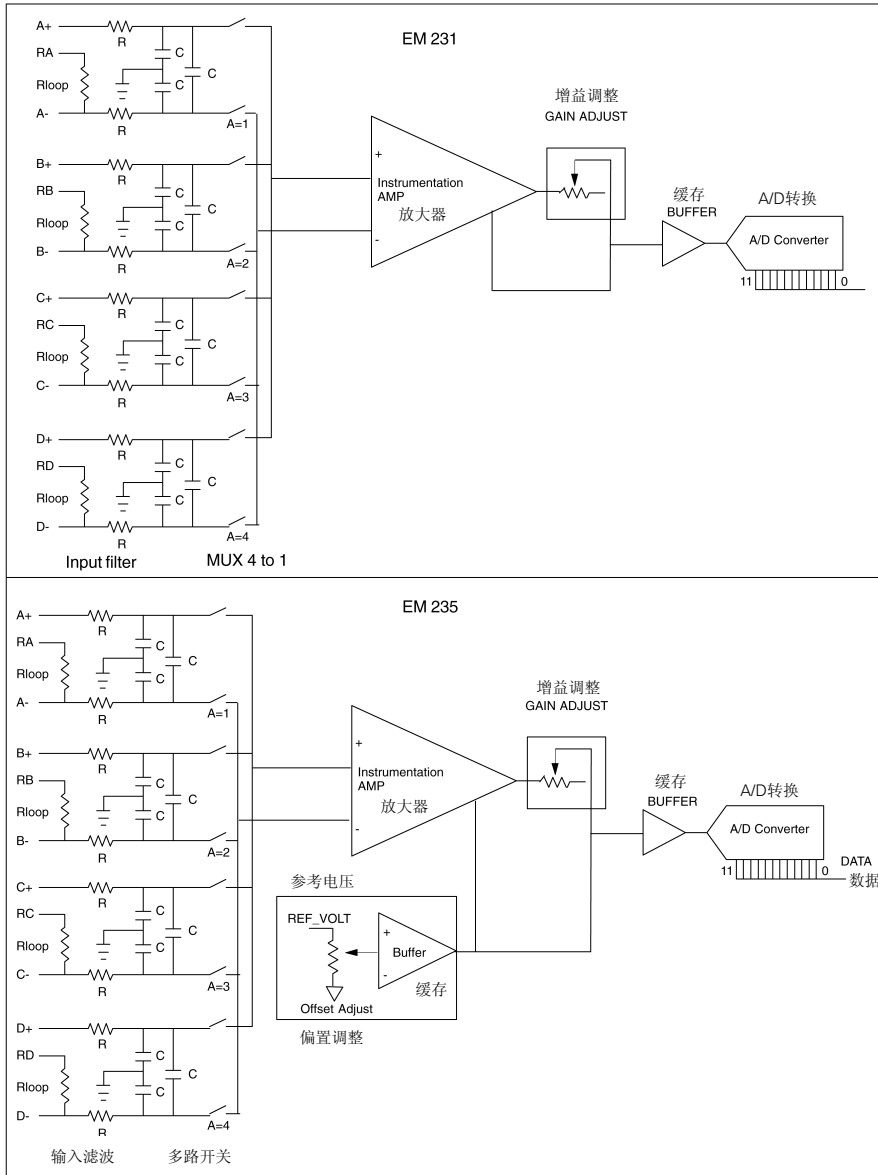 EM 231
A+
R
RA
Rloop
C
C
C
A-
R
A=1
B+
R
RB
Rloop
C
C
C
B-
R
A=2
C+
R
RC
Rloop
C
C
C
C-
R
A=3
D+
R
RD
Rloop
C
C
C
D-
R
A=4
Input filter
MUX 4 to 1
+
Instrumentation
AMP
放大器
-
增益调整
GAIN ADJUST
缓存
BUFFER
A/D转换
A/D Converter
11
0
EM 235
A+
R
RA
Rloop
C
C
C
A-
R
A=1
B+
R
RB
Rloop
C
C
C
B-
R
A=2
C+
R
RC
Rloop
C
C
C
C-
R
A=3
D+
R
RD
Rloop
C
C
C
D-
R
A=4
输入滤波
多路开关
+
Instrumentation
AMP
放大器
-
增益调整
GAIN ADJUST
参考电压
REF_VOLT
+
Buffer
-
缓存
Offset Adjust
偏置调整
缓存
BUFFER
A/D转换
A/D Converter
11
0
DATA
数据